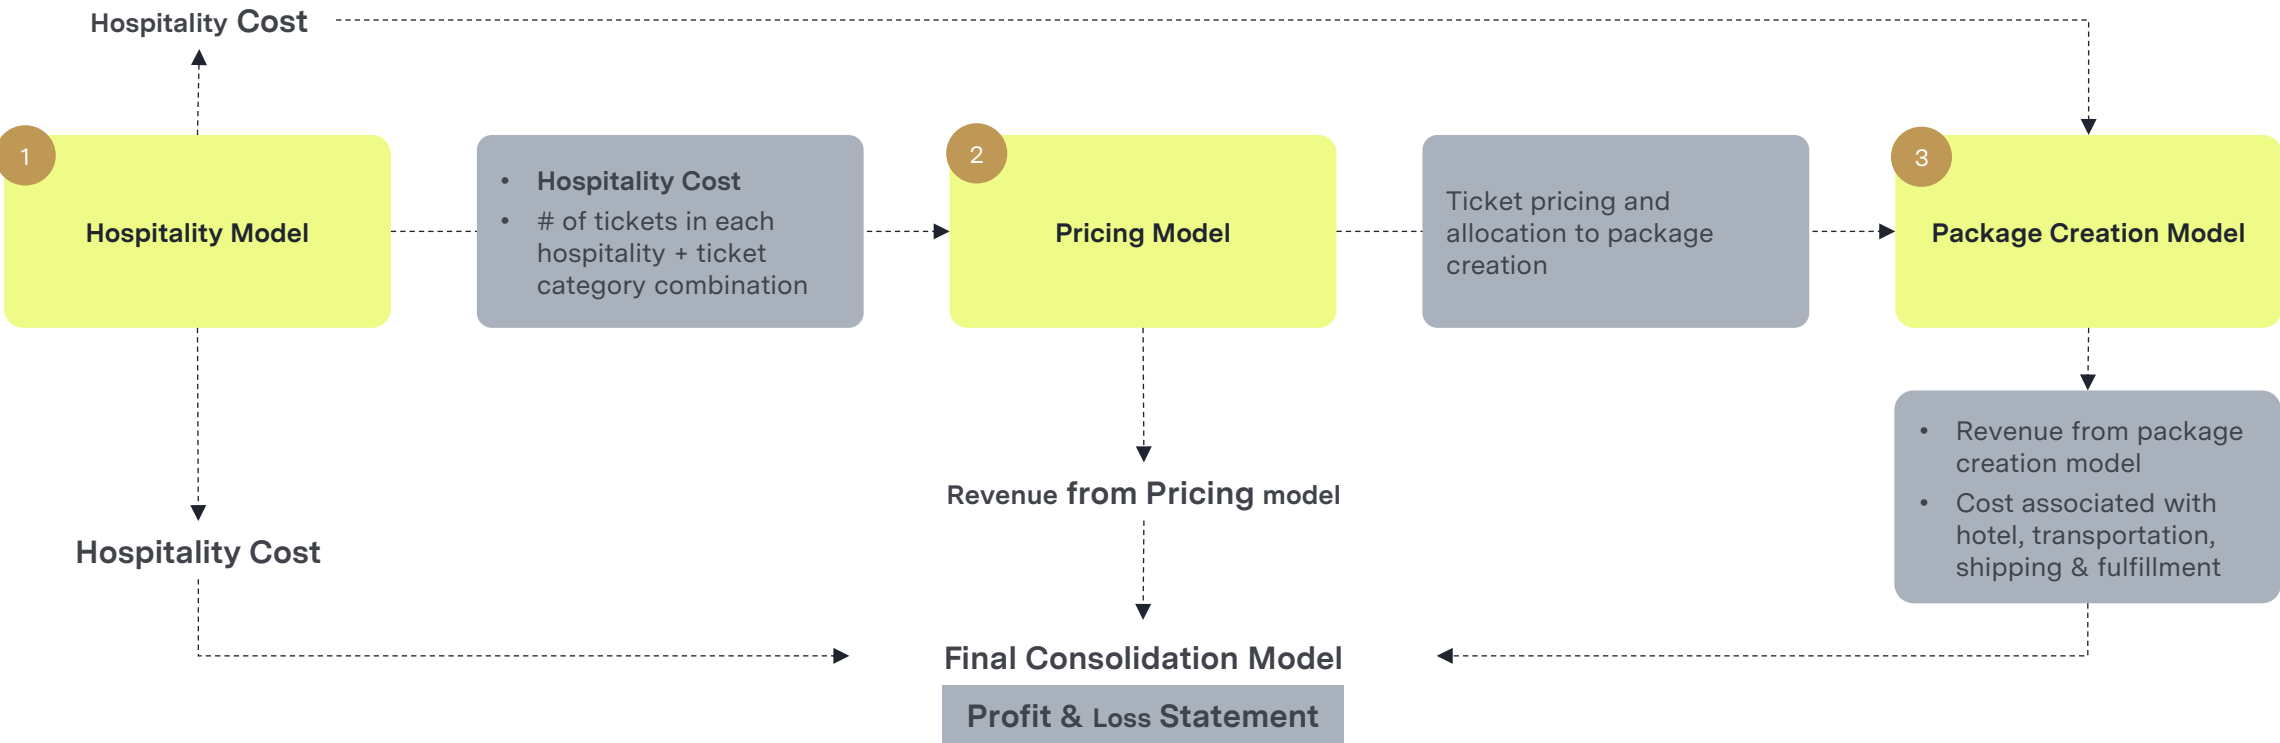 Hospitality Cost
1
Hospitality Model
• Hospitality Cost
• # of tickets in each
hospitality + ticket
category combination
2
Pricing Model
Ticket pricing and
allocation to package
creation
3
Package Creation Model
Hospitality Cost
Revenue from Pricing model
• Revenue from package
creation model
• Cost associated with
hotel, transportation,
shipping & fulfillment
Final Consolidation Model
Profit & Loss Statement